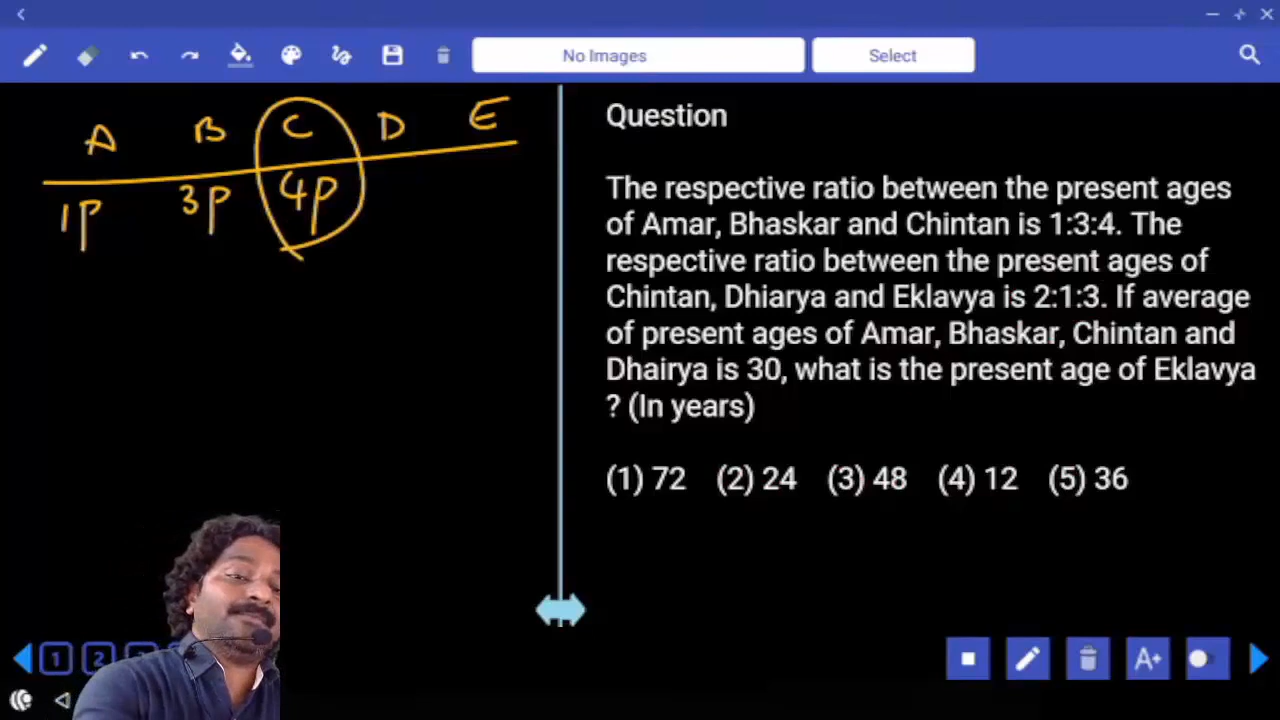 No Images
Select
A B C D E
1p 3p 4p
Question
The respective ratio between the present ages
of Amar, Bhaskar and Chintan is 1:3:4. The
respective ratio between the present ages of
Chintan, Dhiarya and Eklavya is 2:1:3. If average
of present ages of Amar, Bhaskar, Chintan and
Dhairya is 30, what is the present age of Eklavya
? (In years)
(1) 72 (2) 24 (3) 48 (4) 12 (5) 36
1 2
A+